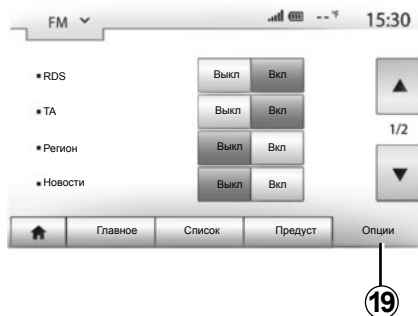 FM --°F 15:30
RDS Выкл Вкл
TA Выкл Вкл
1/2
Регион Выкл Вкл
Новости Выкл Вкл
Главное Список Предуст Опции
19